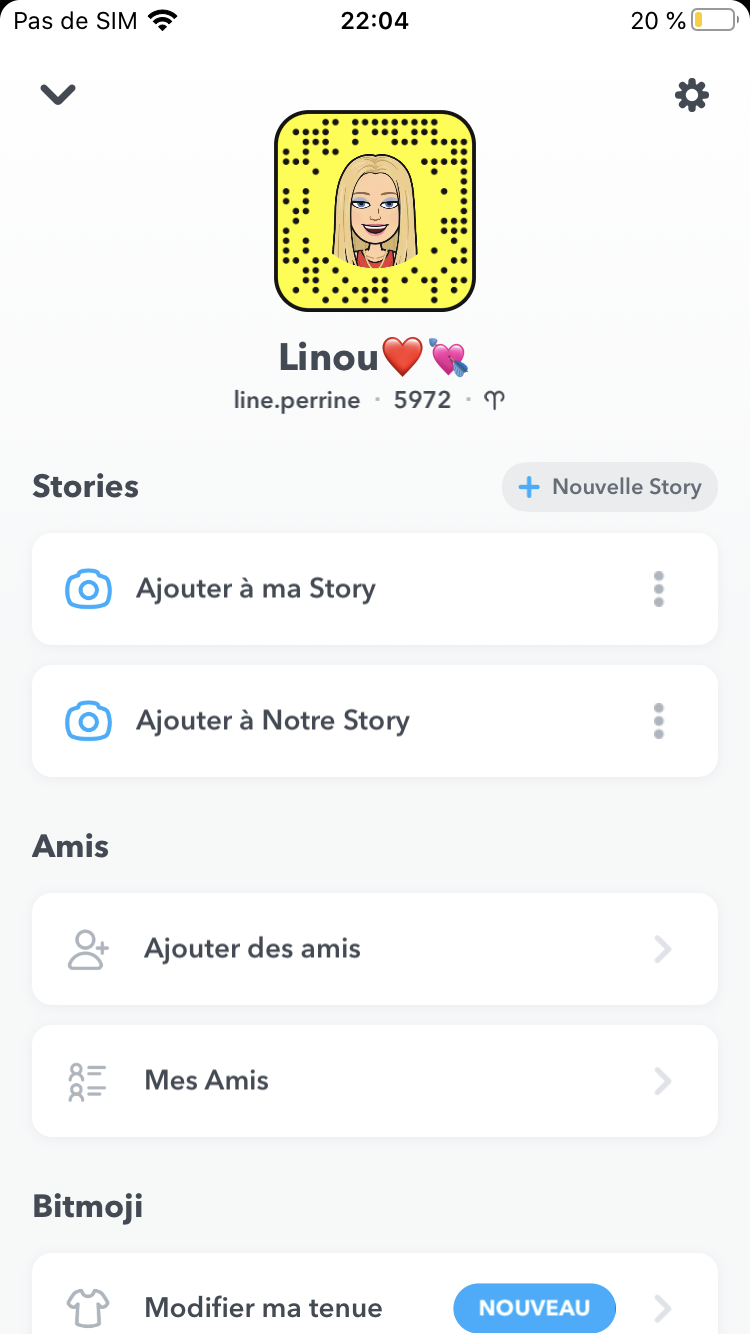 Pas de SIM 22:04 20 %
Linou❤️💘
line.perrine · 5972 · ♈︎
Stories
+ Nouvelle Story
Ajouter à ma Story
Ajouter à Notre Story
Amis
Ajouter des amis
Mes Amis
Bitmoji
Modifier ma tenue NOUVEAU